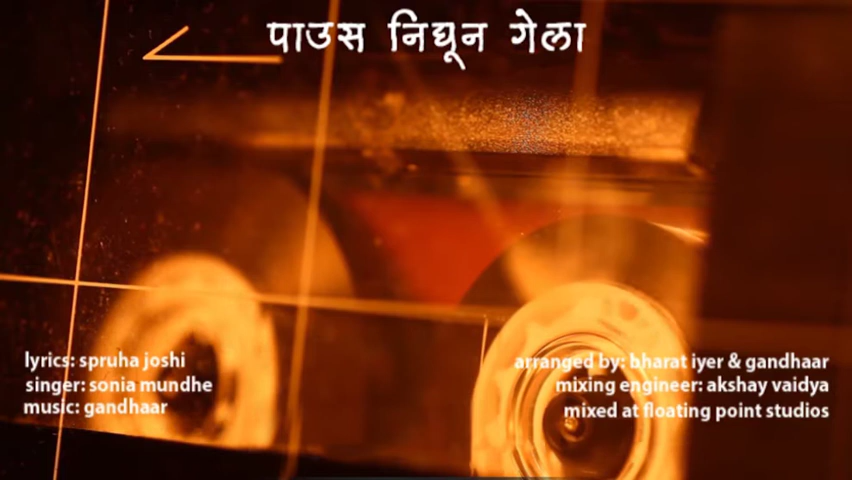 पाउस निघून गेला
lyrics: spruha joshi
singer: sonia mundhe
music: gandhaar
arranged by: bharat iyer & gandhaar
mixing engineer: akshay vaidya
mixed at floating point studios